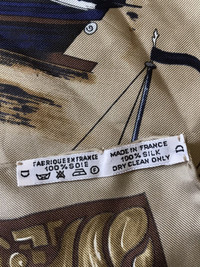 FABRIQUE EN FRANCE
100% SOIE
D
MADE IN FRANCE
100% SILK
DRY CLEAN ONLY
D